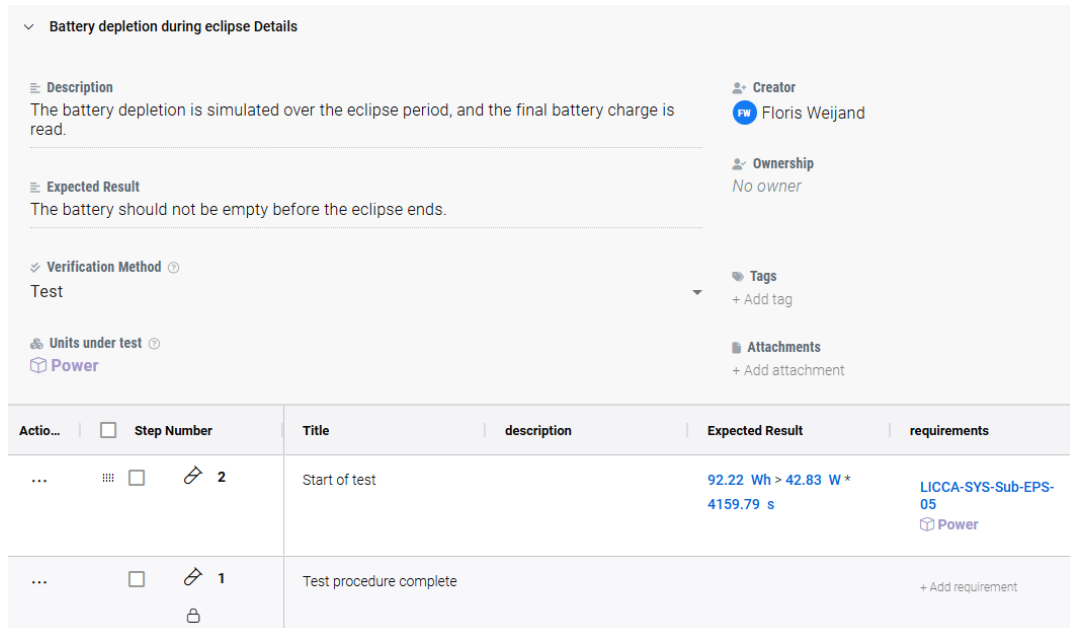 Battery depletion during eclipse Details
Description
The battery depletion is simulated over the eclipse period, and the final battery charge is
read.
Creator
FW Floris Weijand
Expected Result
The battery should not be empty before the eclipse ends.
Ownership
No owner
Verification Method
Test
Tags
+ Add tag
Units under test
Power
Attachments
+ Add attachment
Actio... Step Number Title description Expected Result requirements
... 2 Start of test 92.22 Wh > 42.83 W *
4159.79 s
LICCA-SYS-Sub-EPS-
05
Power
... 1 Test procedure complete + Add requirement